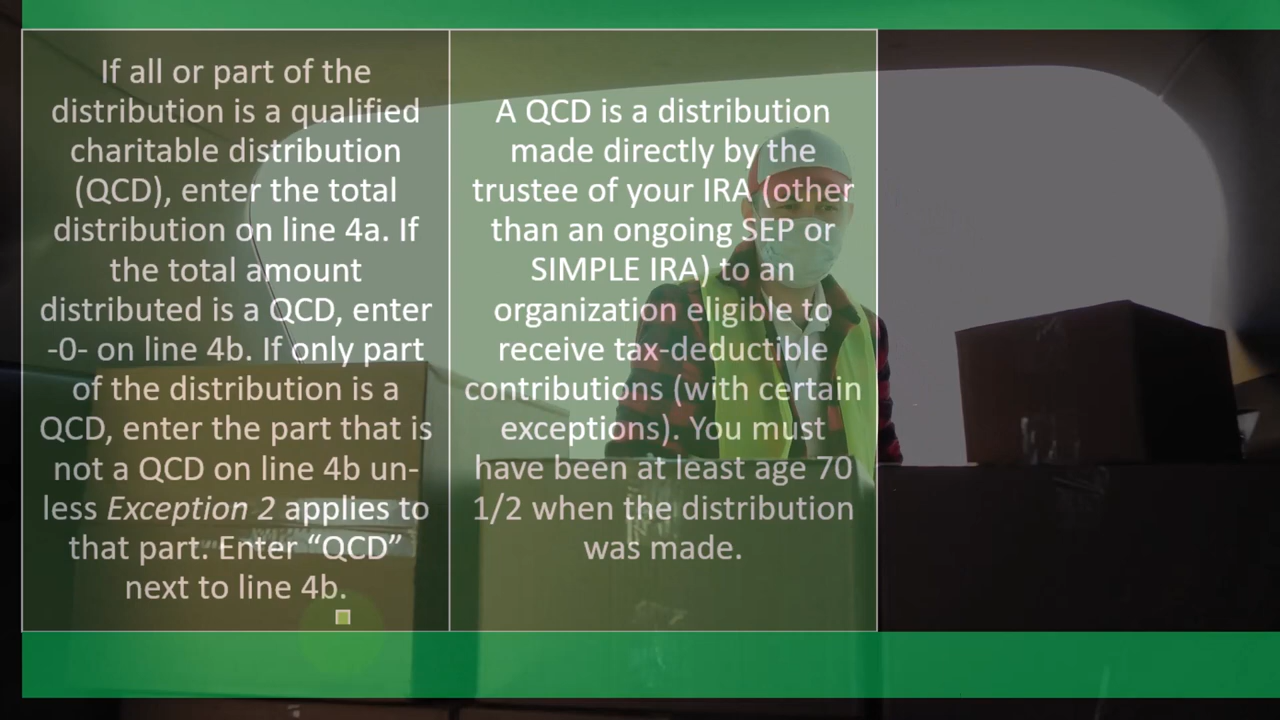 If all or part of the
distribution is a qualified
charitable distribution
(QCD), enter the total
distribution on line 4a. If
the total amount
distributed is a QCD, enter
-0- on line 4b. If only part
of the distribution is a
QCD, enter the part that is
not a QCD on line 4b un-
less Exception 2 applies to
that part. Enter “QCD”
next to line 4b.
A QCD is a distribution
made directly by the
trustee of your IRA (other
than an ongoing SEP or
SIMPLE IRA) to an
organization eligible to
receive tax-deductible
contributions (with certain
exceptions). You must
have been at least age 70
1/2 when the distribution
was made.